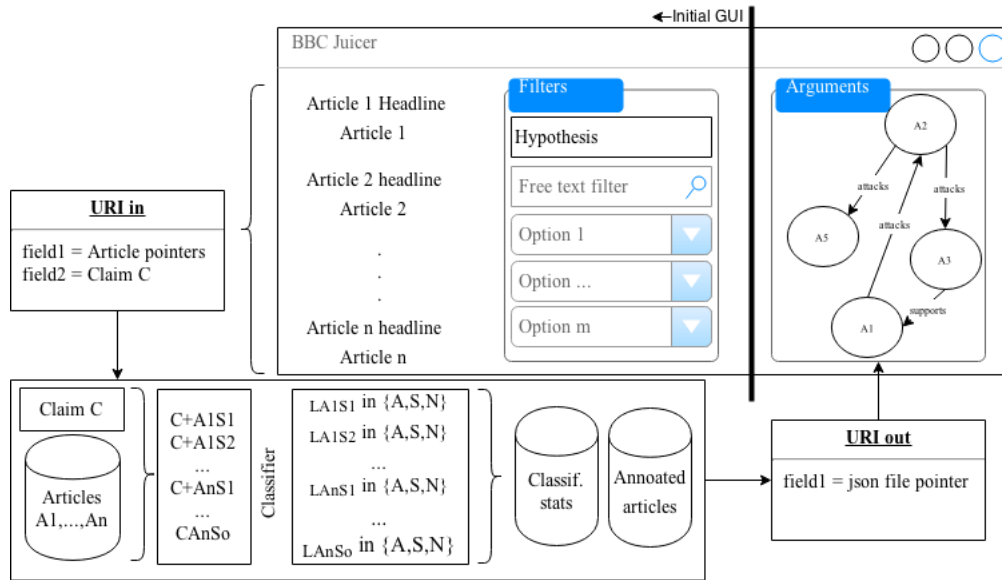 Initial GUI
BBC Juicer
Article 1 Headline
Article 1
Article 2 headline
Article 2
.
.
.
Article n headline
Article n
Filters
Hypothesis
Free text filter
Option 1
Option ...
Option m
Arguments
A2
attacks
attacks
A5
attacks
A3
supports
A1
URI in
field1 = Article pointers
field2 = Claim C
Claim C
Articles
A1,...,An
C+A1S1
C+A1S2
...
C+AnS1
...
CAnSo
Classifier
LA1S1 in {A,S,N}
LA1S2 in {A,S,N}
...
LAnS1 in {A,S,N}
...
LAnSo in {A,S,N}
Classif.
stats
Annoated
articles
URI out
field1 = json file pointer